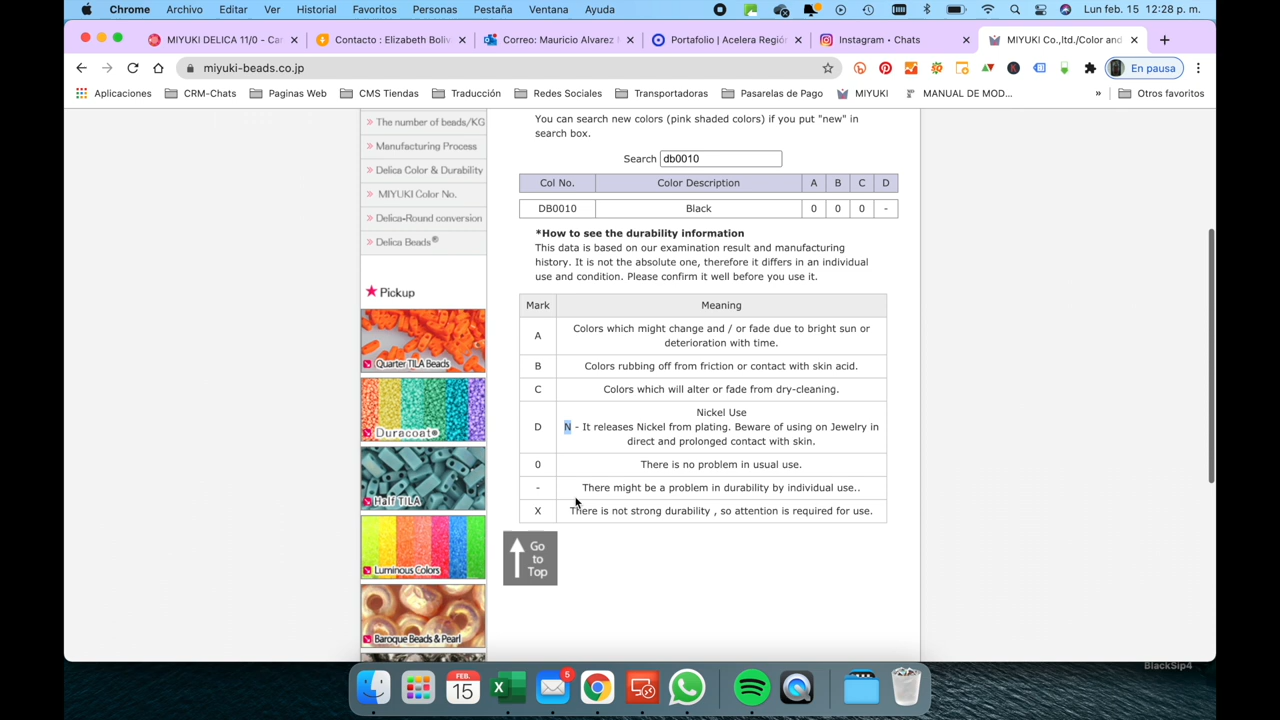 Chrome Archivo Editar Ver Historial Favoritos Personas Pestaña Ventana Ayuda Lun feb. 15 12:28 p. m.
MIYUKI DELICA 11/0 - Ca Contacto : Elizabeth Boli Correo: Mauricio Alvarez Portafolio | Acelera Regió Instagram • Chats MIYUKI Co.,ltd./Color and
miyuki-beads.co.jp En pausa
Aplicaciones CRM-Chats Paginas Web CMS Tiendas Traducción Redes Sociales Transportadoras Pasarelas de Pago MIYUKI MANUAL DE MOD... » Otros favoritos
The number of beads/KG
Manufacturing Process
Delica Color & Durability
MIYUKI Color No.
Delica-Round conversion
Delica Beads®
★ Pickup
Quarter TILA Beads
Duracoat®
Half TILA
Luminous Colors
Baroque Beads & Pearl
You can search new colors (pink shaded colors) if you put "new" in
search box.
Search db0010
Col No. Color Description A B C D
DB0010 Black 0 0 0 -
*How to see the durability information
This data is based on our examination result and manufacturing
history. It is not the absolute one, therefore it differs in an individual
use and condition. Please confirm it well before you use it.
Mark Meaning
A Colors which might change and / or fade due to bright sun or
deterioration with time.
B Colors rubbing off from friction or contact with skin acid.
C Colors which will alter or fade from dry-cleaning.
Nickel Use
D N - It releases Nickel from plating. Beware of using on Jewelry in
direct and prolonged contact with skin.
0 There is no problem in usual use.
- There might be a problem in durability by individual use..
X There is not strong durability , so attention is required for use.
Go
to
Top
BlackSip4
FEB.
15
5